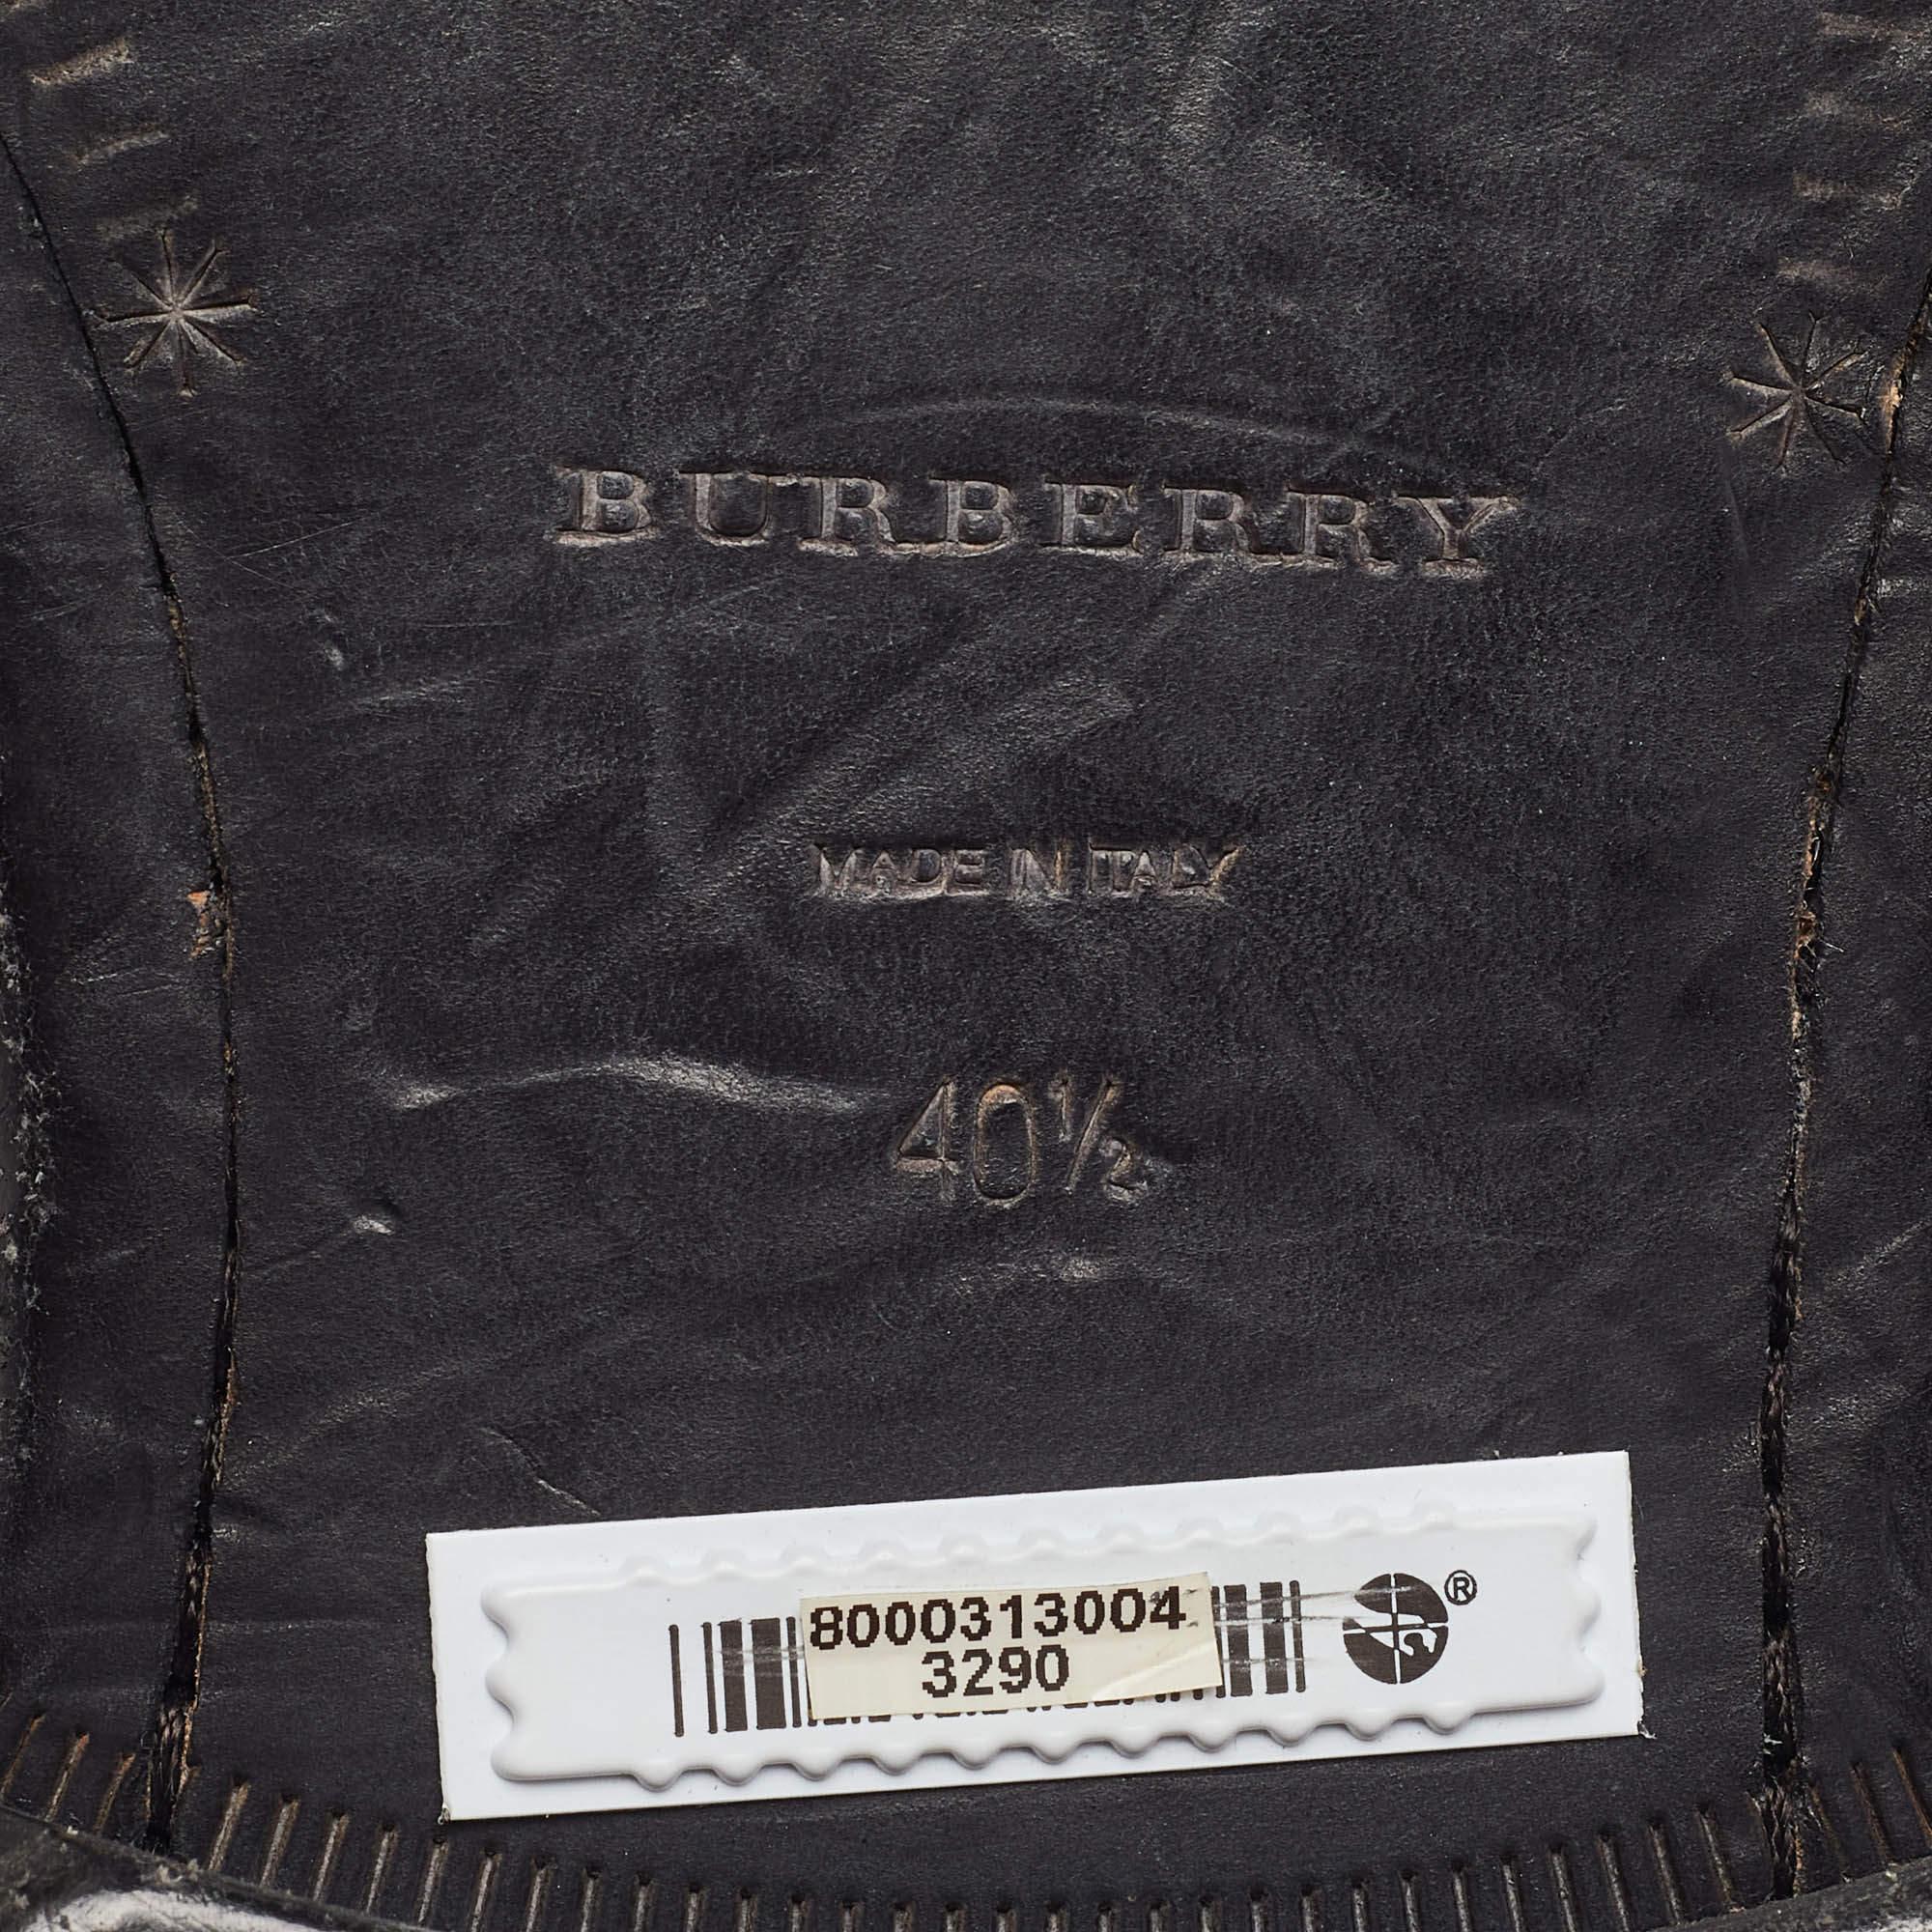 BURBERRY
MADE IN ITALY
40½
8000313004
3290
®